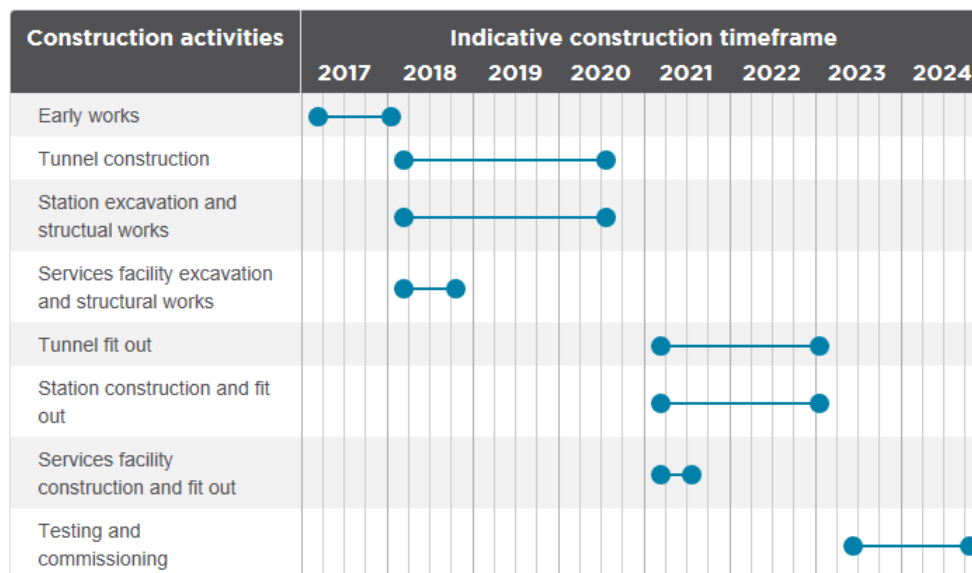 Construction activities
Indicative construction timeframe
2017 2018 2019 2020 2021 2022 2023 2024
Early works
Tunnel construction
Station excavation and
structual works
Services facility excavation
and structural works
Tunnel fit out
Station construction and fit
out
Services facility
construction and fit out
Testing and
commissioning